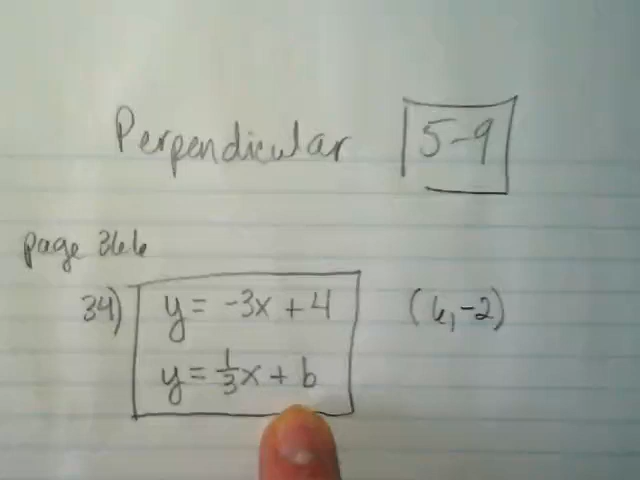 Perpendicular 5-9
page 366
34) y = -3x + 4 (6, -2)
y = 1/3x + b